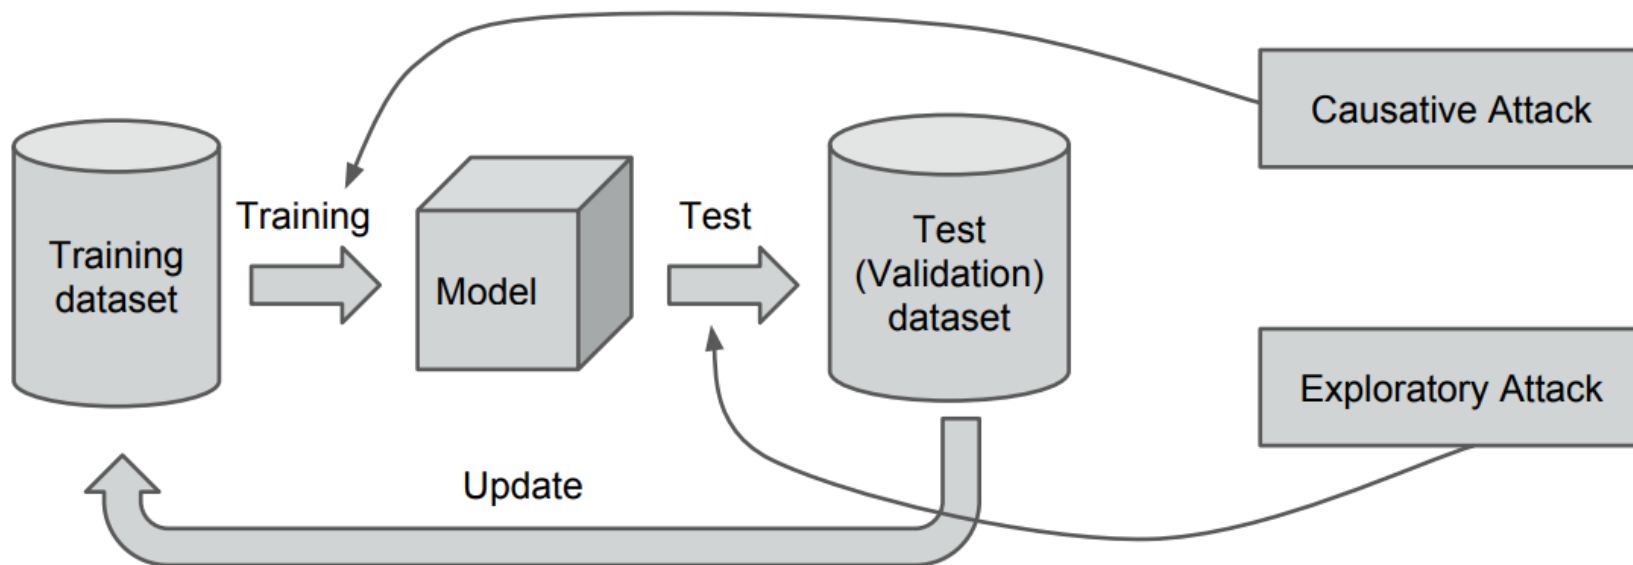 Causative Attack
Training
Test
Training
dataset
Model
Test
(Validation)
dataset
Exploratory Attack
Update